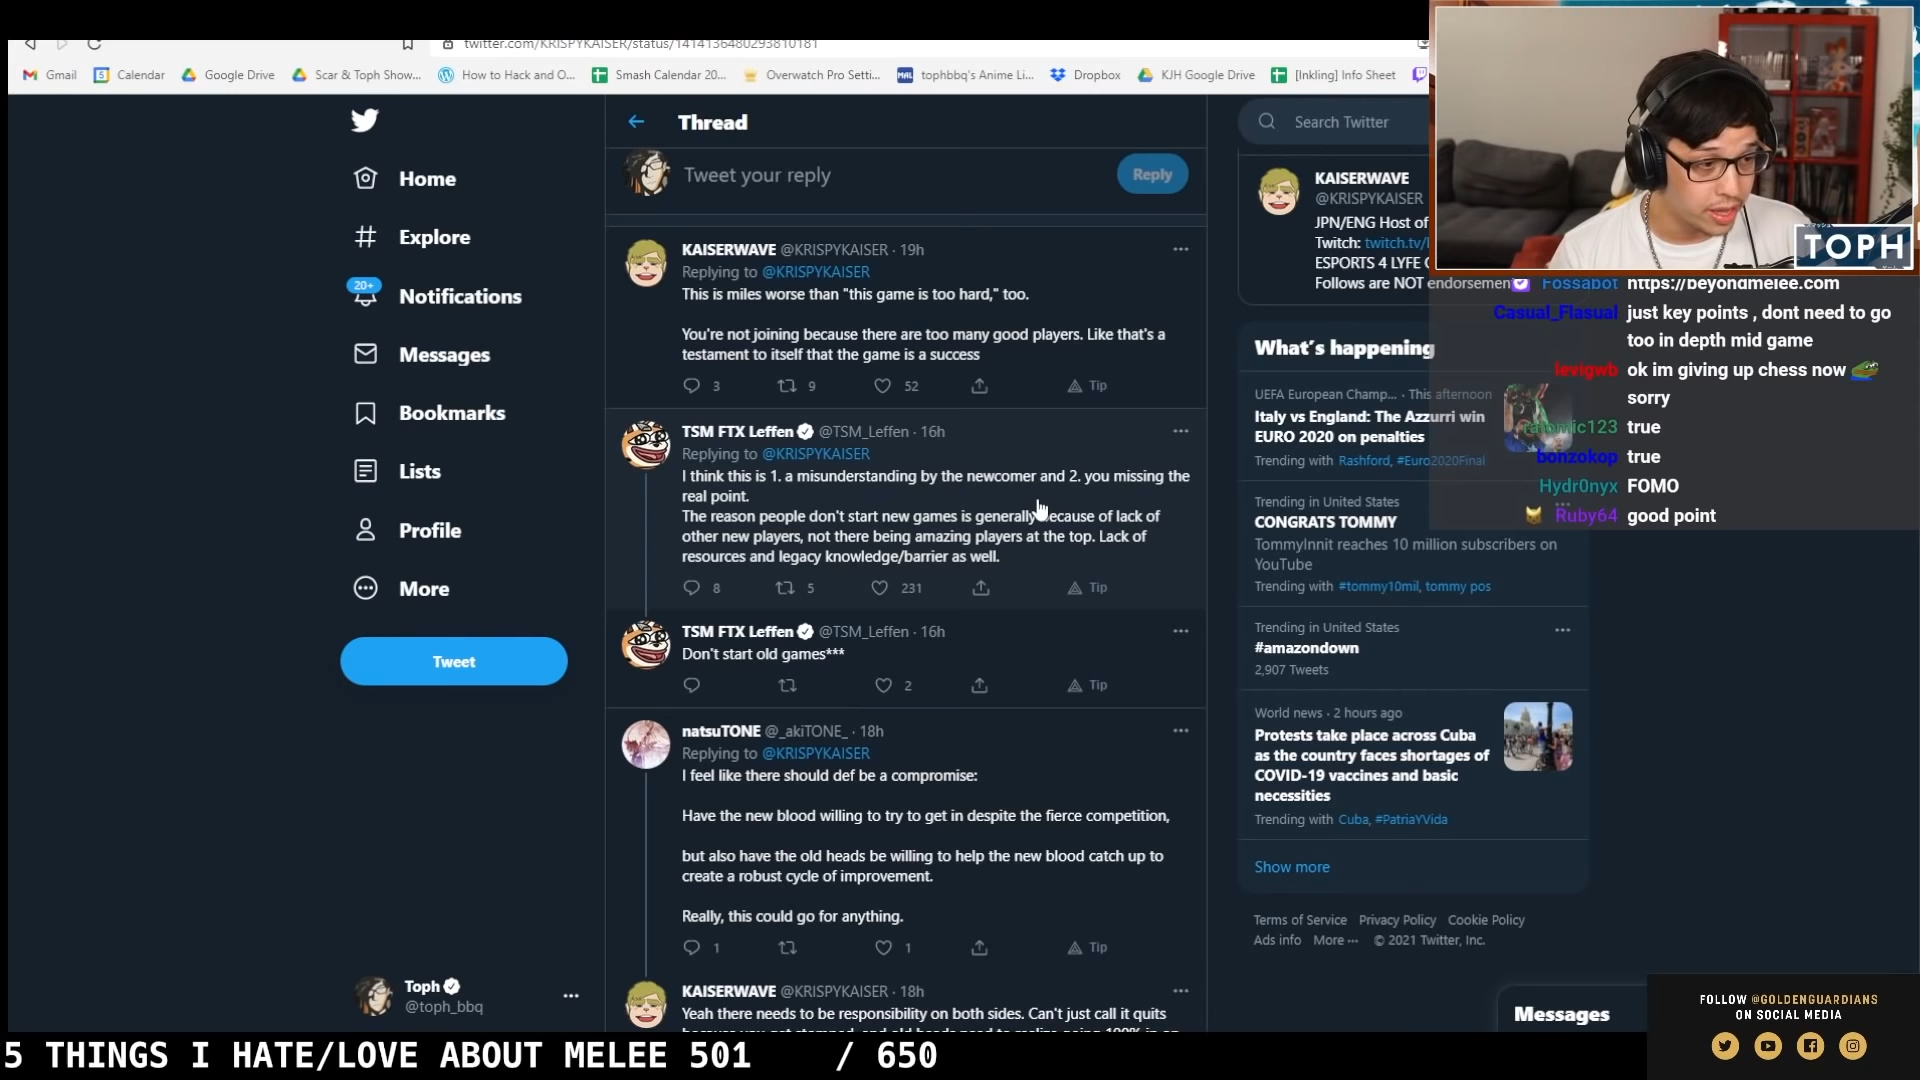 twitter.com/KRISPYKAISER/status/1414136480293810181
Gmail
Calendar
Google Drive
Scar & Toph Show...
How to Hack and O...
Smash Calendar 20...
Overwatch Pro Setti...
tophbbq's Anime Li...
Dropbox
KJH Google Drive
[Inkling] Info Sheet
Home
Explore
20+
Notifications
Messages
Bookmarks
Lists
Profile
More
Tweet
Toph
@toph_bbq
Thread
Tweet your reply
Reply
KAISERWAVE @KRISPYKAISER · 19h
Replying to @KRISPYKAISER
This is miles worse than "this game is too hard," too.
You're not joining because there are too many good players. Like that's a
testament to itself that the game is a success
3 9 52 Tip
TSM FTX Leffen @TSM_Leffen · 16h
Replying to @KRISPYKAISER
I think this is 1. a misunderstanding by the newcomer and 2. you missing the
real point.
The reason people don't start new games is generally because of lack of
other new players, not there being amazing players at the top. Lack of
resources and legacy knowledge/barrier as well.
8 5 231 Tip
TSM FTX Leffen @TSM_Leffen · 16h
Don't start old games***
2 Tip
natsuTONE @_akiTONE_ · 18h
Replying to @KRISPYKAISER
I feel like there should def be a compromise:
Have the new blood willing to try to get in despite the fierce competition,
but also have the old heads be willing to help the new blood catch up to
create a robust cycle of improvement.
Really, this could go for anything.
1 1 Tip
KAISERWAVE @KRISPYKAISER · 18h
Yeah there needs to be responsibility on both sides. Can't just call it quits
Search Twitter
KAISERWAVE
@KRISPYKAISER
JPN/ENG Host of
Twitch: twitch.tv/
ESPORTS 4 LYFE
Follows are NOT endorsemen
What's happening
UEFA European Champ... · This afternoon
Italy vs England: The Azzurri win
EURO 2020 on penalties
Trending with Rashford, #Euro2020Final
Trending in United States
CONGRATS TOMMY
TommyInnit reaches 10 million subscribers on
YouTube
Trending with #tommy10mil, tommy pos
Trending in United States
#amazondown
2,907 Tweets
World news · 2 hours ago
Protests take place across Cuba
as the country faces shortages of
COVID-19 vaccines and basic
necessities
Trending with Cuba, #PatriaYVida
Show more
Terms of Service Privacy Policy Cookie Policy
Ads info More ··· © 2021 Twitter, Inc.
Messages
TOPH
Fossabot https://beyondmelee.com
Casual_Flasual just key points , dont need to go
too in depth mid game
levigwb ok im giving up chess now
sorry
true
bonzokop true
Hydr0nyx FOMO
Ruby64 good point
FOLLOW @GOLDENGUARDIANS
ON SOCIAL MEDIA
5 THINGS I HATE/LOVE ABOUT MELEE 501 / 650